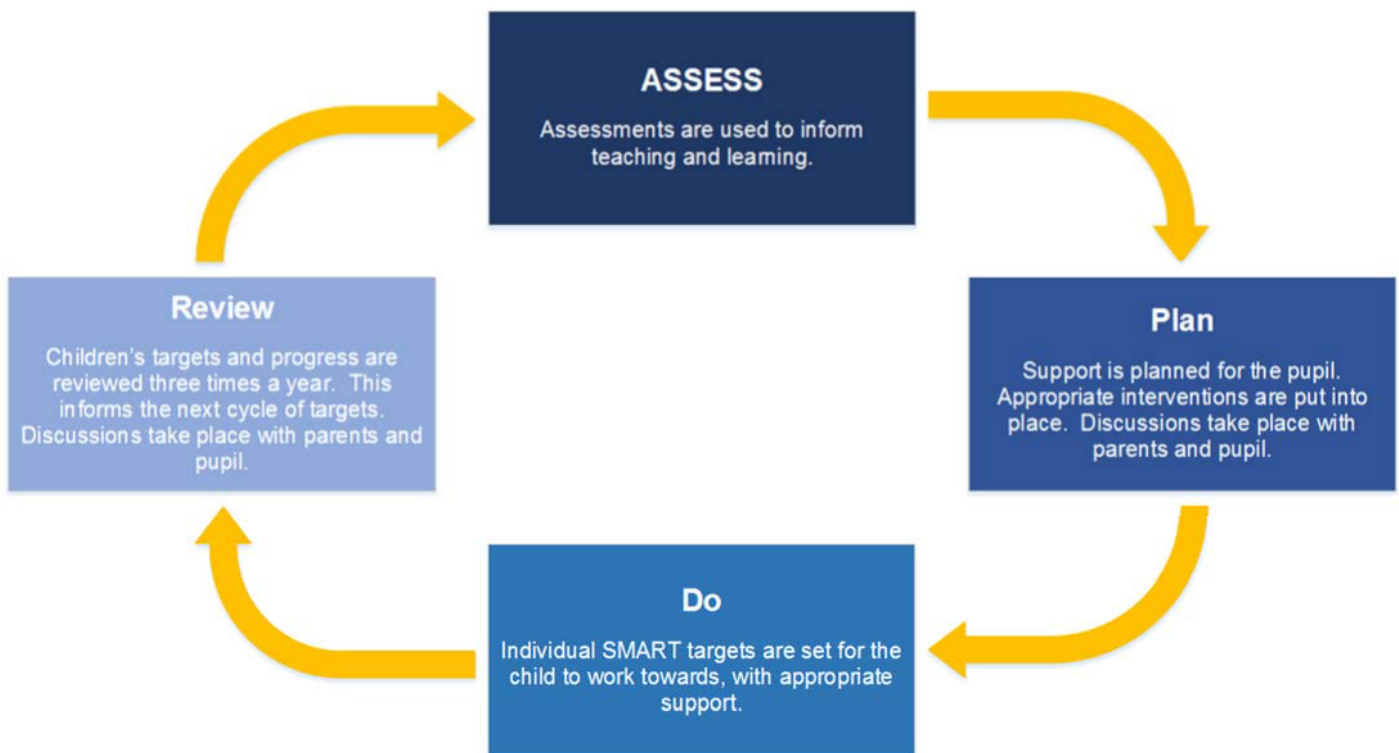 ASSESS
Assessments are used to inform
teaching and learning.
Plan
Support is planned for the pupil.
Appropriate interventions are put into
place.  Discussions take place with
parents and pupil.
Do
Individual SMART targets are set for the
child to work towards, with appropriate
support.
Review
Children’s targets and progress are
reviewed three times a year.  This
informs the next cycle of targets.
Discussions take place with parents and
pupil.